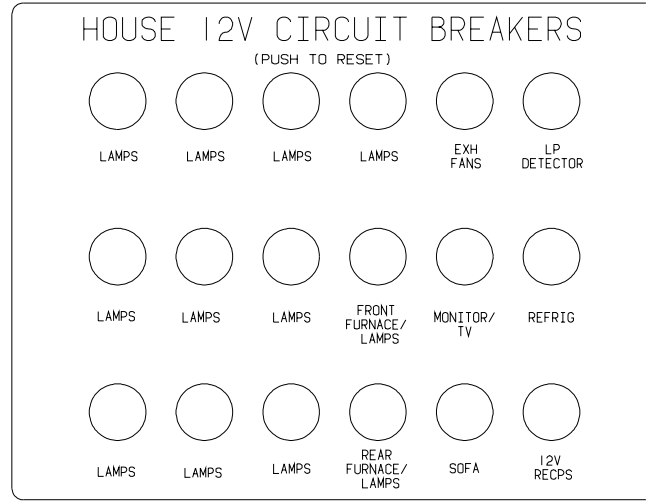 HOUSE 12V CIRCUIT BREAKERS
(PUSH TO RESET)
LAMPS LAMPS LAMPS LAMPS EXH FANS LP DETECTOR
LAMPS LAMPS LAMPS FRONT FURNACE/ LAMPS MONITOR/ TV REFRIG
LAMPS LAMPS LAMPS REAR FURNACE/ LAMPS SOFA 12V RECPS